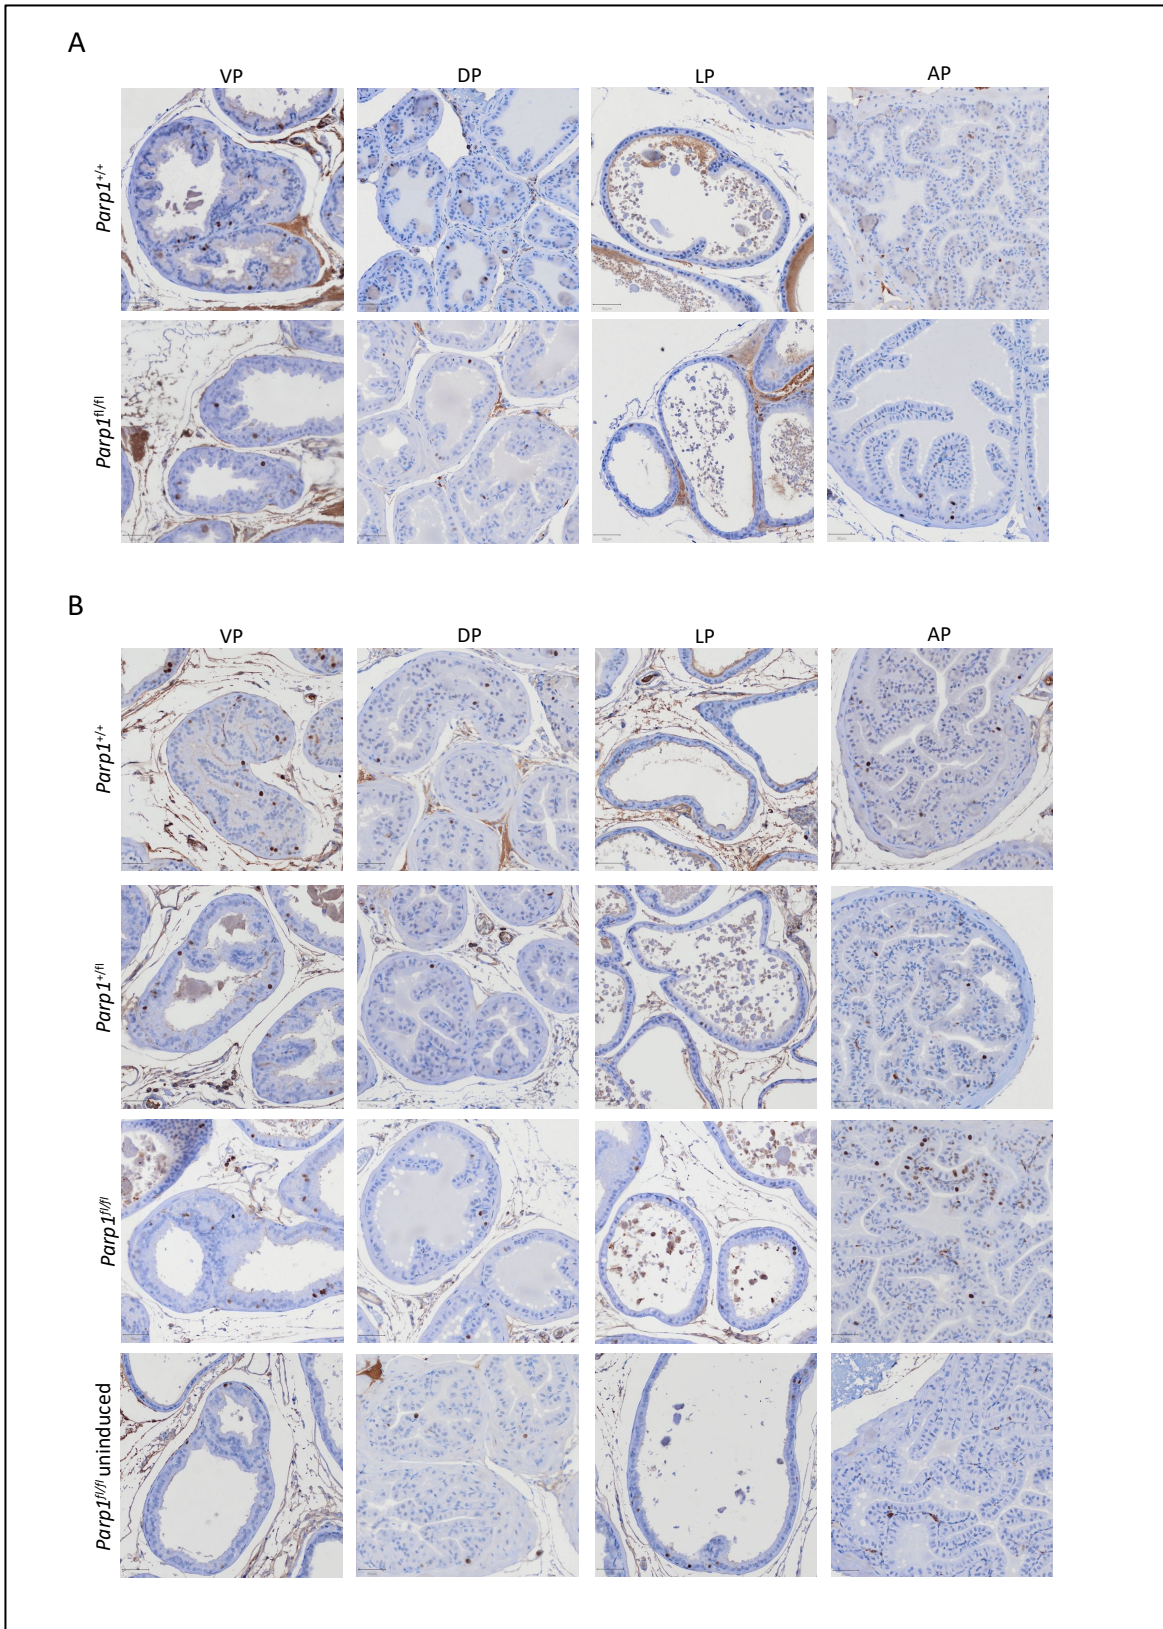 A
VP DP LP AP
Parp1+/+
Parp1fl/fl
B
VP DP LP AP
Parp1+/+
Parp1+/fl
Parp1fl/fl
Parp1fl/fl uninduced